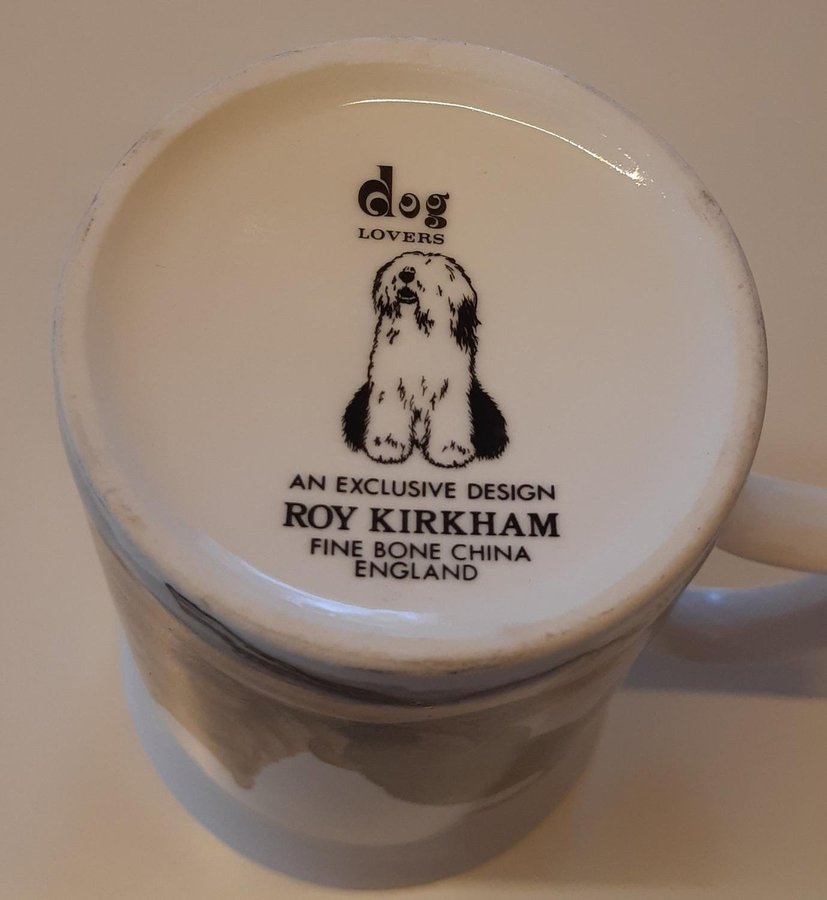 dog
LOVERS
AN EXCLUSIVE DESIGN
ROY KIRKHAM
FINE BONE CHINA
ENGLAND